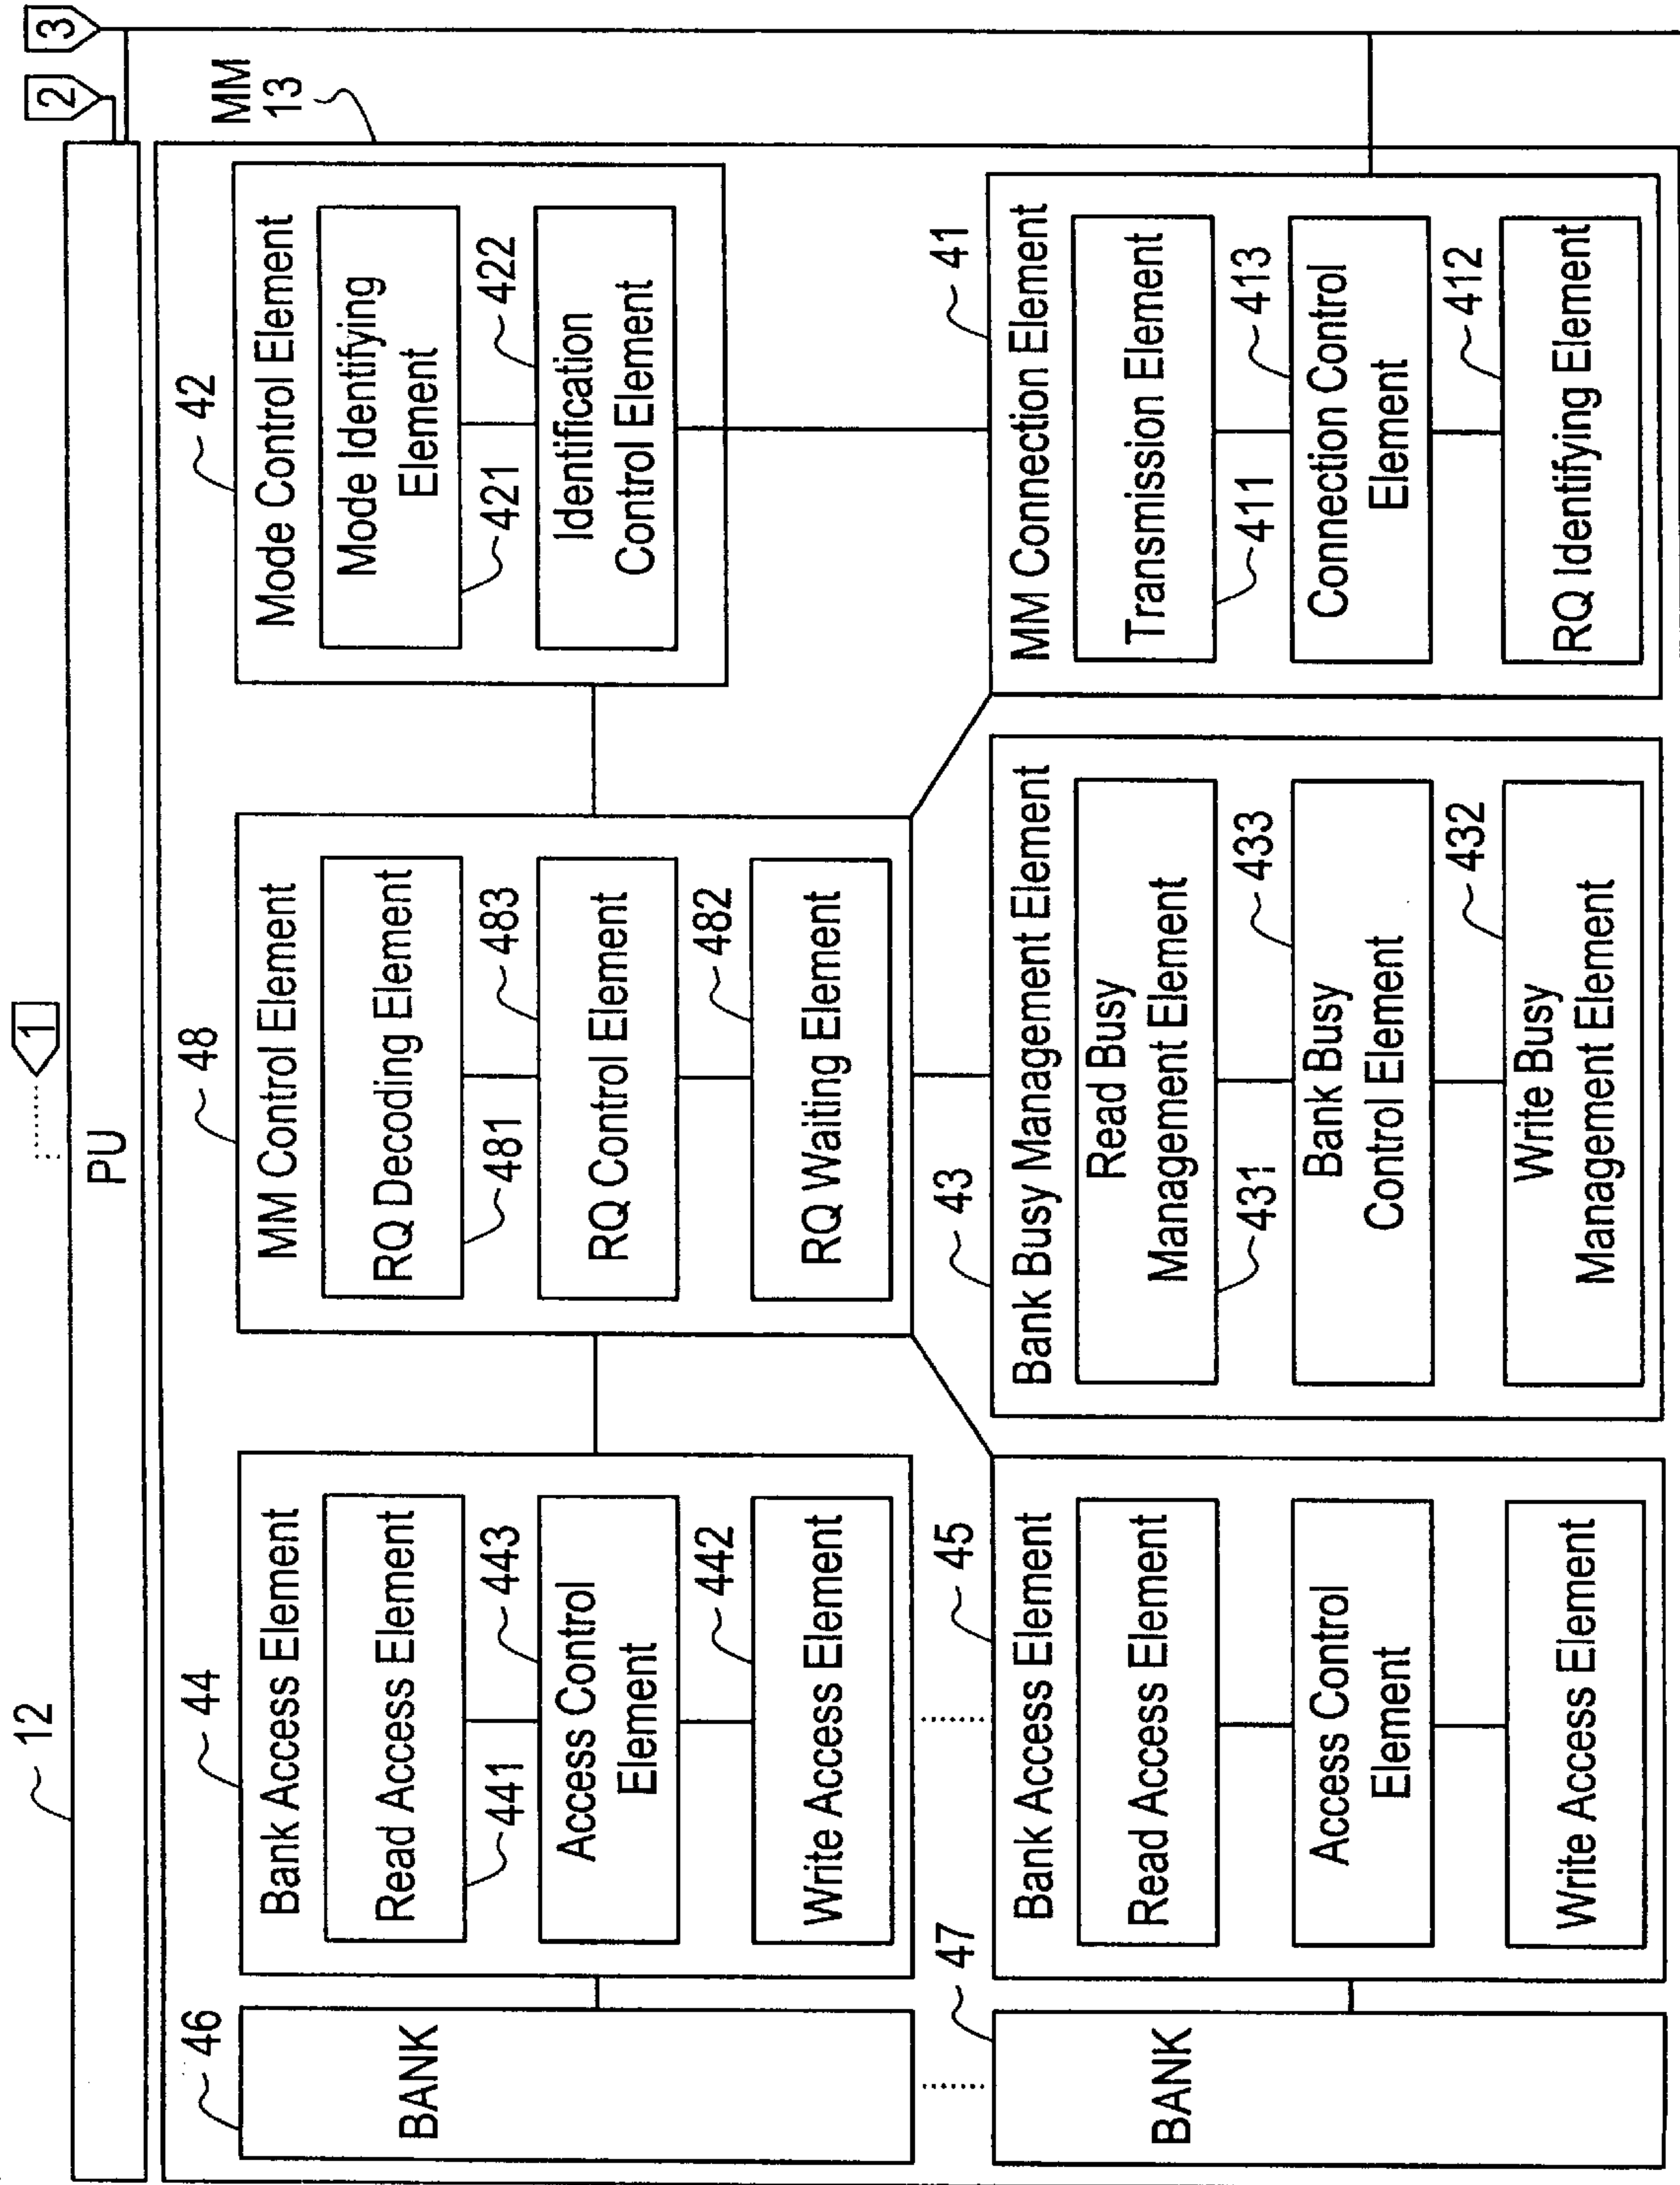 1
2
3
12
PU
MM
13
46
BANK
44
Bank Access Element
Read Access Element
441
443
Access Control
Element
442
Write Access Element
48
MM Control Element
RQ Decoding Element
481
483
RQ Control Element
482
RQ Waiting Element
42
Mode Control Element
Mode Identifying
Element
421
422
Identification
Control Element
47
BANK
45
Bank Access Element
Read Access Element
Access Control
Element
Write Access Element
43
Bank Busy Management Element
Read Busy
Management Element
431
433
Bank Busy
Control Element
432
Write Busy
Management Element
41
MM Connection Element
Transmission Element
411
413
Connection Control
Element
412
RQ Identifying Element